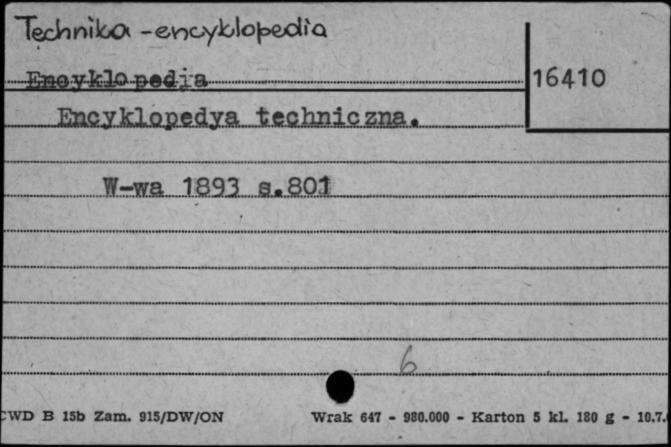 Technika - encyklopedia
Encyklopedia
16410
Encyklopedya techniczna.
W-wa 1893 s.801
6
CWD B 15b Zam. 915/DW/ON
Wrak 647 - 980.000 - Karton 5 kl. 180 g - 10.7.